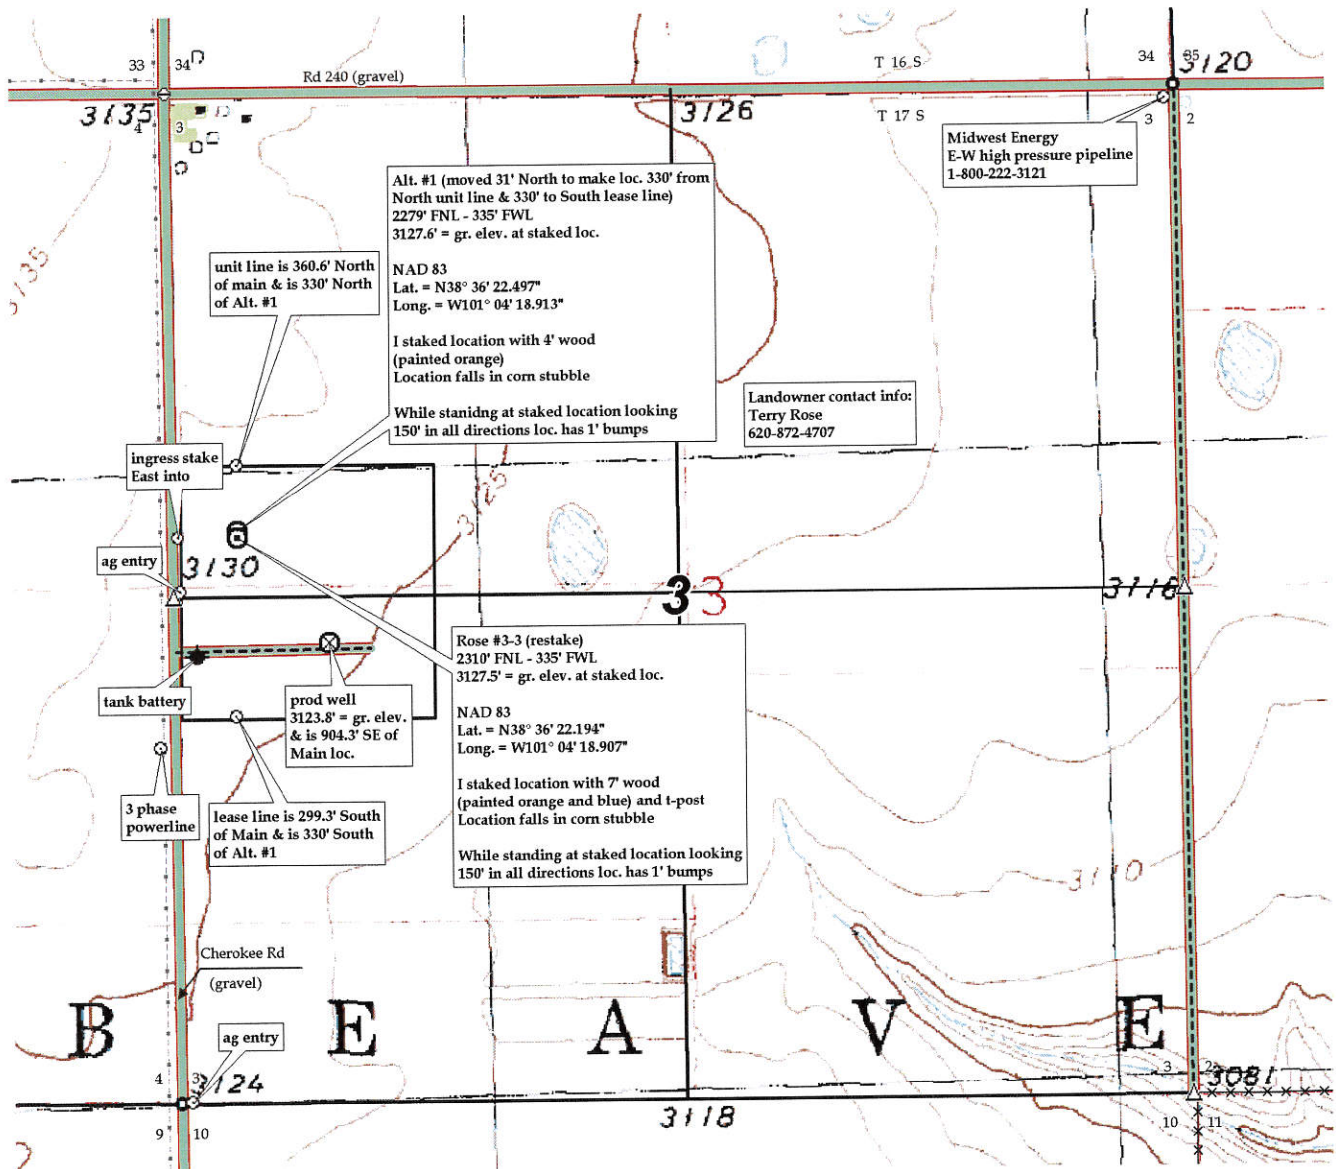 33
34
Rd 240 (gravel)
T 16 S
34
35
3120
3135
4
3
3126
T 17 S
3
2
Midwest Energy
E-W high pressure pipeline
1-800-222-3121
Alt. #1 (moved 31' North to make loc. 330' from
North unit line & 330' to South lease line)
2279' FNL - 335' FWL
3127.6' = gr. elev. at staked loc.
NAD 83
Lat. = N38° 36' 22.497"
Long. = W101° 04' 18.913"
I staked location with 4' wood
(painted orange)
Location falls in corn stubble
While standidng at staked location looking
150' in all directions loc. has 1' bumps
3135
unit line is 360.6' North
of main & is 330' North
of Alt. #1
Landowner contact info:
Terry Rose
620-872-4707
ingress stake
East into
3125
ag entry
3130
3
3
3116
Rose #3-3 (restake)
2310' FNL - 335' FWL
3127.5' = gr. elev. at staked loc.
NAD 83
Lat. = N38° 36' 22.194"
Long. = W101° 04' 18.907"
I staked location with 7' wood
(painted orange and blue) and t-post
Location falls in corn stubble
While standing at staked location looking
150' in all directions loc. has 1' bumps
tank battery
prod well
3123.8' = gr. elev.
& is 904.3' SE of
Main loc.
3 phase
powerline
lease line is 299.3' South
of Main & is 330' South
of Alt. #1
3110
Cherokee Rd
(gravel)
B E A V E
ag entry
4
3
3124
3
2
3081
3118
9
10
10
11